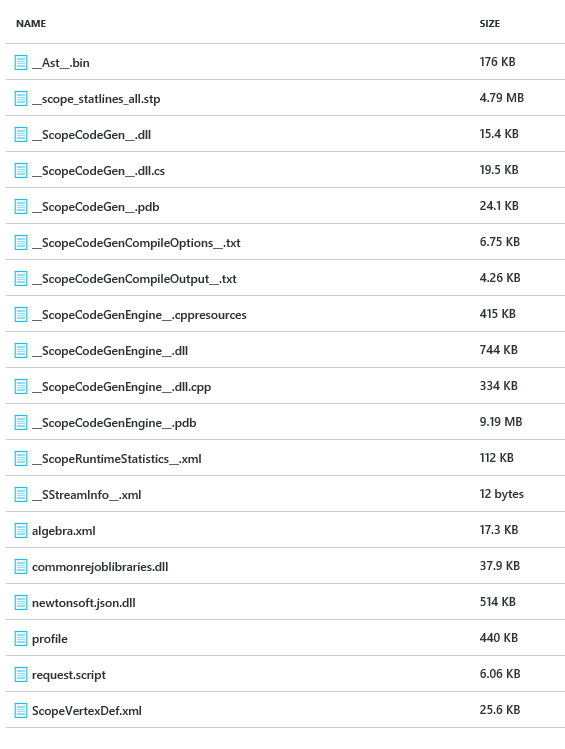 NAME SIZE
__Ast__.bin 176 KB
__scope_statlines_all.stp 4.79 MB
__ScopeCodeGen__.dll 15.4 KB
__ScopeCodeGen__.dll.cs 19.5 KB
__ScopeCodeGen__.pdb 24.1 KB
__ScopeCodeGenCompileOptions__.txt 6.75 KB
__ScopeCodeGenCompileOutput__.txt 4.26 KB
__ScopeCodeGenEngine__.cppresources 415 KB
__ScopeCodeGenEngine__.dll 744 KB
__ScopeCodeGenEngine__.dll.cpp 334 KB
__ScopeCodeGenEngine__.pdb 9.19 MB
__ScopeRuntimeStatistics__.xml 112 KB
__SStreamInfo__.xml 12 bytes
algebra.xml 17.3 KB
commonrejoblibraries.dll 37.9 KB
newtonsoft.json.dll 514 KB
profile 440 KB
request.script 6.06 KB
ScopeVertexDef.xml 25.6 KB